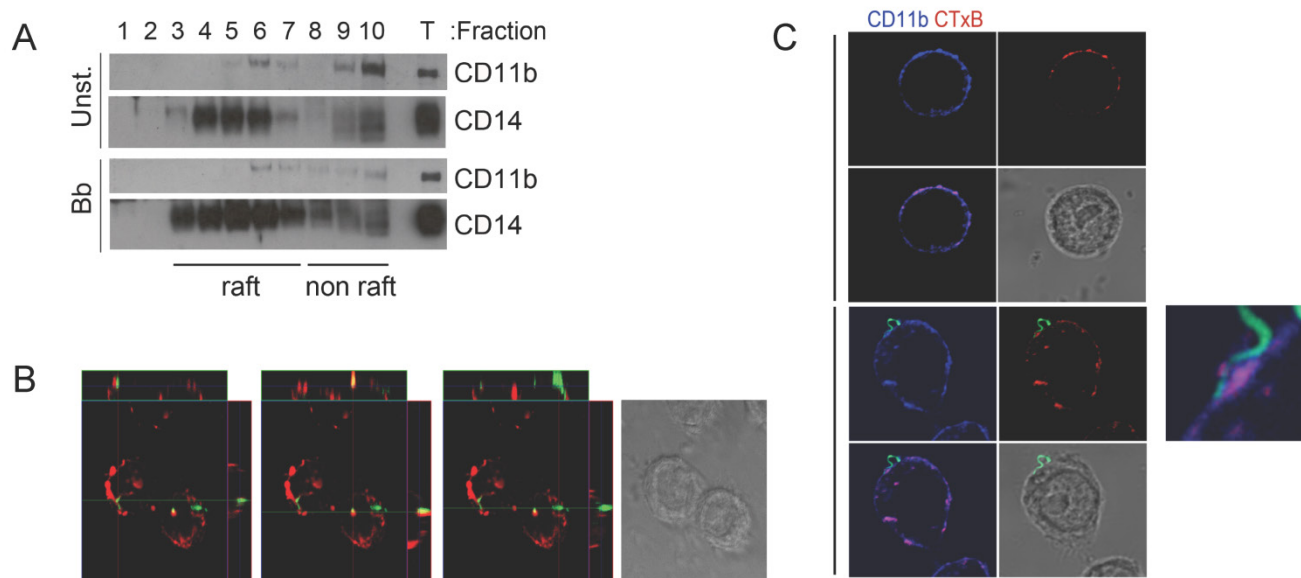 A
1 2 3 4 5 6 7 8 9 10 T :Fraction
Unst.
CD11b
CD14
Bb
CD11b
CD14
raft non raft
B
C
CD11b CTxB